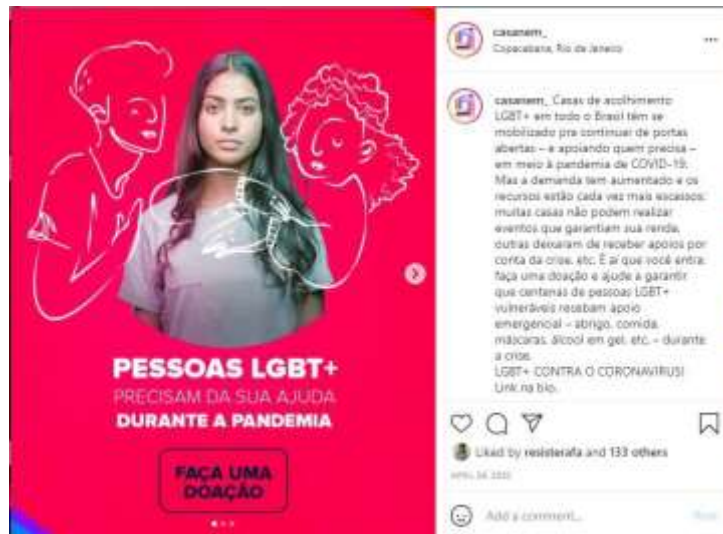 PESSOAS LGBT+
PRECISAM DA SUA AJUDA
DURANTE A PANDEMIA
FAÇA UMA
DOAÇÃO
casanem_
Copacabana, Rio de Janeiro
casanem_ Casas de acolhimento
LGBT+ em todo o Brasil têm se
mobilizado pra continuar de portas
abertas – e apoiando quem precisa –
em meio à pandemia de COVID-19.
Mas a demanda tem aumentado e os
recursos estão cada vez mais escassos:
muitas casas não podem realizar
eventos que garantiam sua renda,
outras deixaram de receber apoios por
conta da crise, etc. É aí que você entra:
faça uma doação e ajude a garantir
que centenas de pessoas LGBT+
vulneráveis recebam apoio
emergencial – abrigo, comida,
máscaras, álcool em gel, etc. – durante
a crise.
LGBT+ CONTRA O CORONAVÍRUS!
Link na bio.
Liked by resisterafa and 133 others
APRIL
Add a comment...
Post